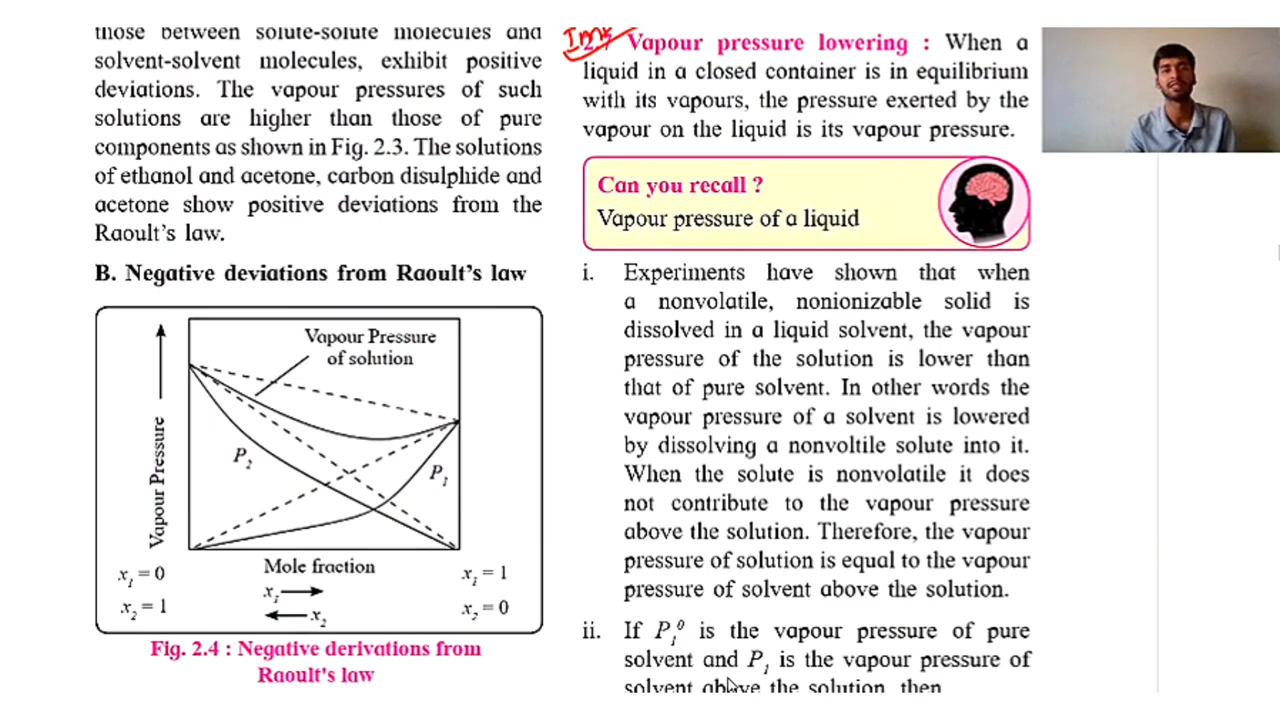 those between solute-solute molecules and
solvent-solvent molecules, exhibit positive
deviations. The vapour pressures of such
solutions are higher than those of pure
components as shown in Fig. 2.3. The solutions
of ethanol and acetone, carbon disulphide and
acetone show positive deviations from the
Raoult's law.
B. Negative deviations from Raoult's law
Vapour Pressure
of solution
Vapour Pressure
P₂
P₁
x₁ = 0
Mole fraction
x₁ = 1
x₁
x₂ = 1
x₂
x₂ = 0
Fig. 2.4 : Negative derivations from
Raoult's law
Imp Vapour pressure lowering : When a
liquid in a closed container is in equilibrium
with its vapours, the pressure exerted by the
vapour on the liquid is its vapour pressure.
Can you recall ?
Vapour pressure of a liquid
i. Experiments have shown that when
a nonvolatile, nonionizable solid is
dissolved in a liquid solvent, the vapour
pressure of the solution is lower than
that of pure solvent. In other words the
vapour pressure of a solvent is lowered
by dissolving a nonvoltile solute into it.
When the solute is nonvolatile it does
not contribute to the vapour pressure
above the solution. Therefore, the vapour
pressure of solution is equal to the vapour
pressure of solvent above the solution.
ii. If P₁⁰ is the vapour pressure of pure
solvent and P₁ is the vapour pressure of
solvent above the solution, then